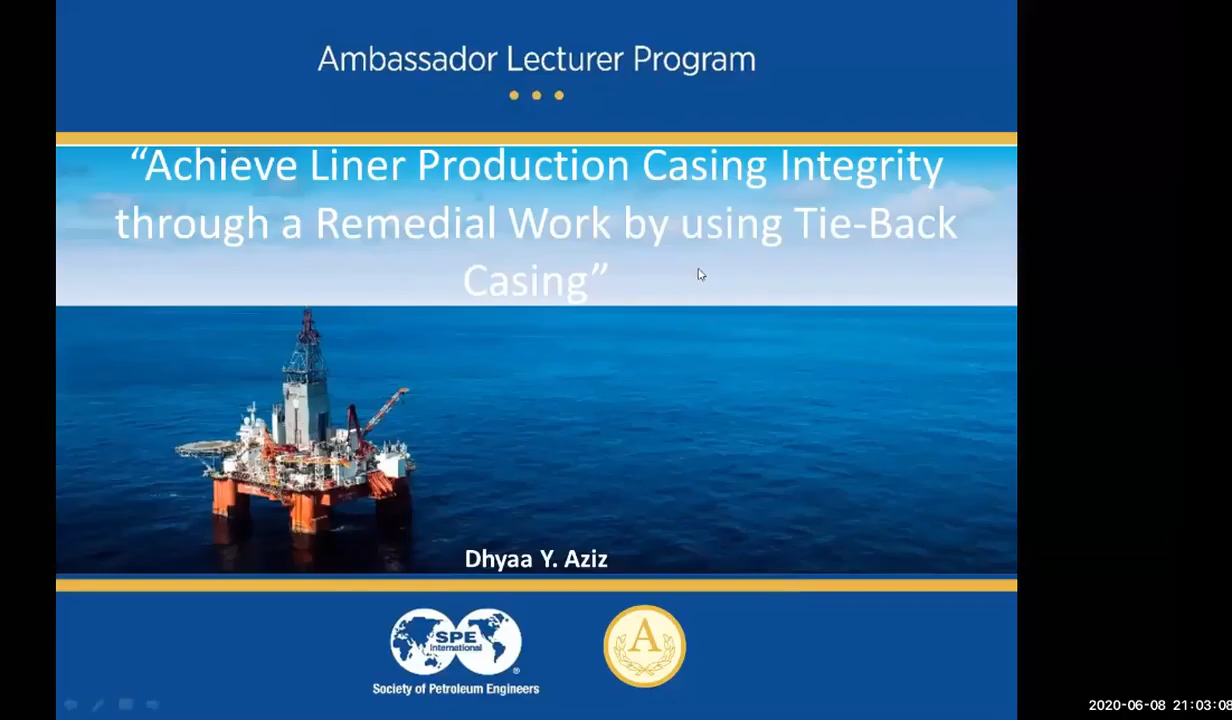 Ambassador Lecturer Program
“Achieve Liner Production Casing Integrity
through a Remedial Work by using Tie-Back
Casing”
Dhyaa Y. Aziz
SPE
International
®
A
Society of Petroleum Engineers
2020-06-08 21:03:0